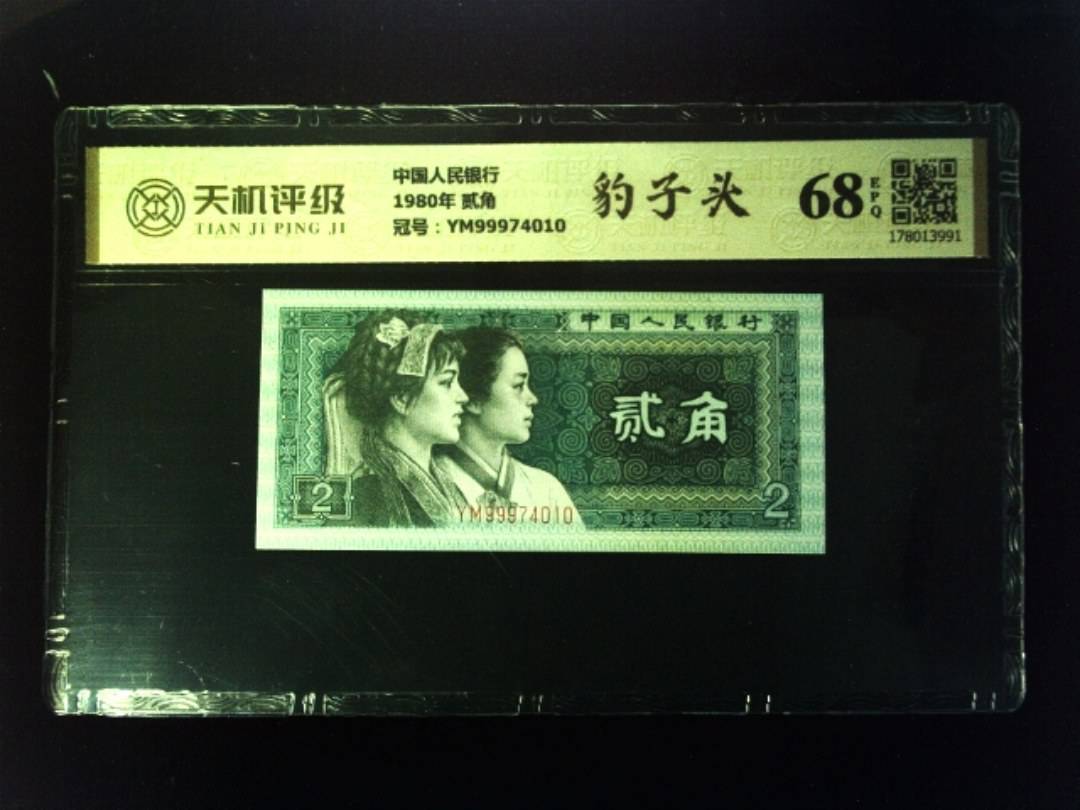 天机评级
TIAN JI PING JI
中国人民银行
1980年 贰角
冠号：YM99974010
豹子头
68
EPQ
178013991
中国人民银行
贰角
2
YM99974010
2